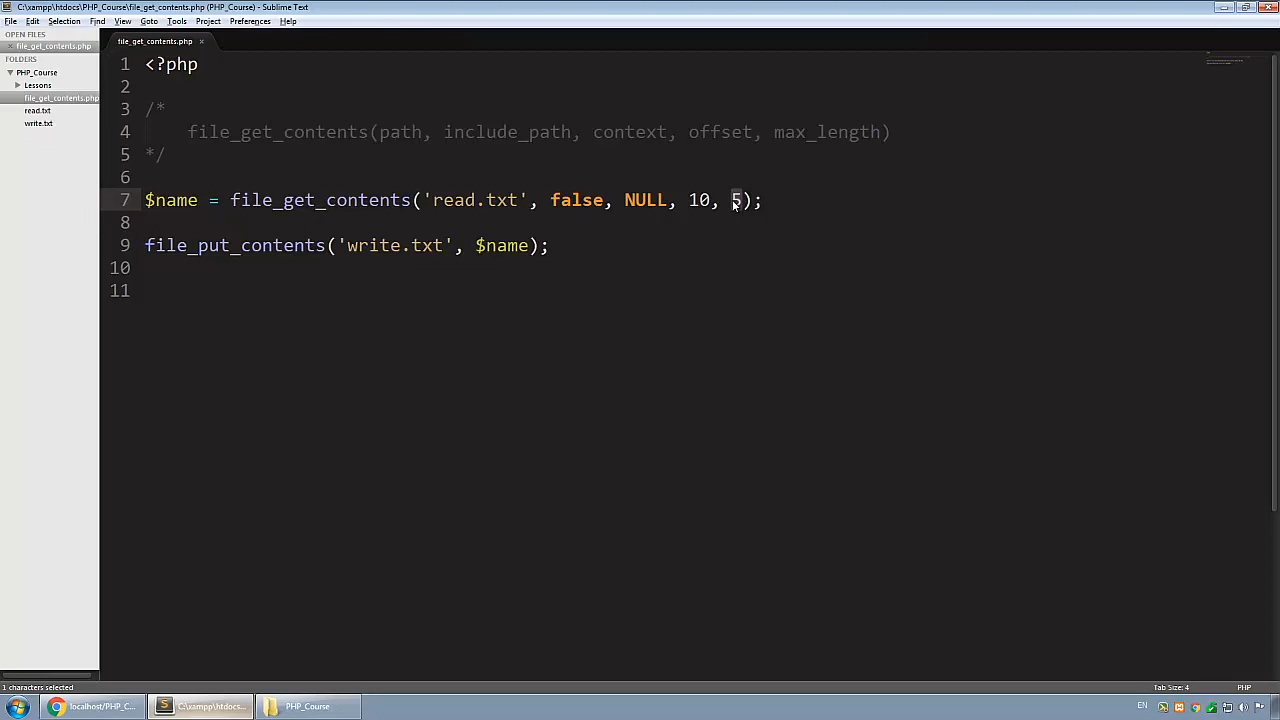 C:\xampp\htdocs\PHP_Course\file_get_contents.php (PHP_Course) - Sublime Text
File Edit Selection Find View Goto Tools Project Preferences Help
OPEN FILES
× file_get_contents.php
FOLDERS
PHP_Course
Lessons
file_get_contents.php
read.txt
write.txt
file_get_contents.php ×
1 <?php
2
3 /*
4 file_get_contents(path, include_path, context, offset, max_length)
5 */
6
7 $name = file_get_contents('read.txt', false, NULL, 10, 5);
8
9 file_put_contents('write.txt', $name);
10
11
1 characters selected Tab Size: 4 PHP
localhost/PHP_C... C:\xampp\htdocs... PHP_Course EN